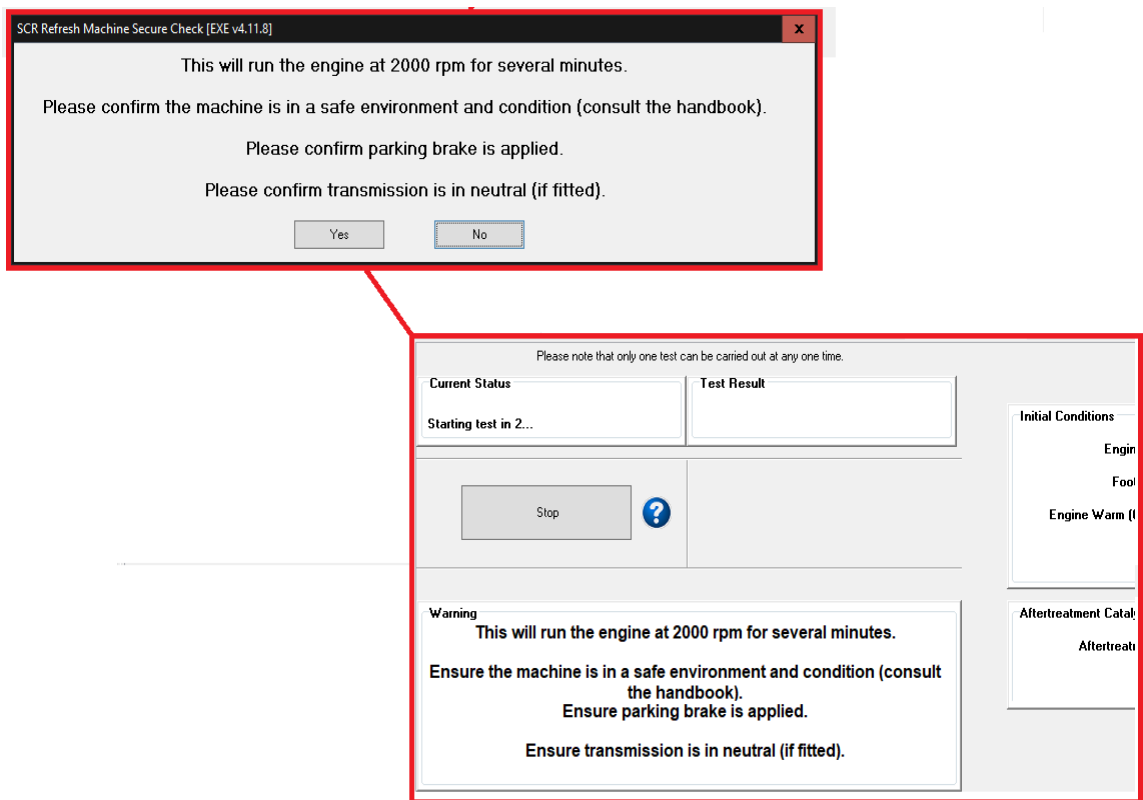 SCR Refresh Machine Secure Check [EXE v4.11.8]
x
This will run the engine at 2000 rpm for several minutes.
Please confirm the machine is in a safe environment and condition (consult the handbook).
Please confirm parking brake is applied.
Please confirm transmission is in neutral (if fitted).
Yes
No
Please note that only one test can be carried out at any one time.
Current Status
Starting test in 2...
Test Result
Stop
?
Warning
This will run the engine at 2000 rpm for several minutes.
Ensure the machine is in a safe environment and condition (consult
the handbook).
Ensure parking brake is applied.
Ensure transmission is in neutral (if fitted).
Initial Conditions
Engine Warm
Aftertreatment